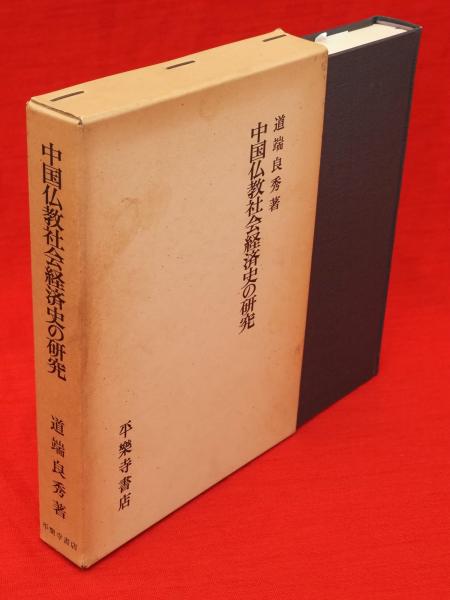 中国仏教社会経済史の研究
道端良秀著
平樂寺書店
道端良秀著
中国仏教社会経済史の研究
平樂寺書店